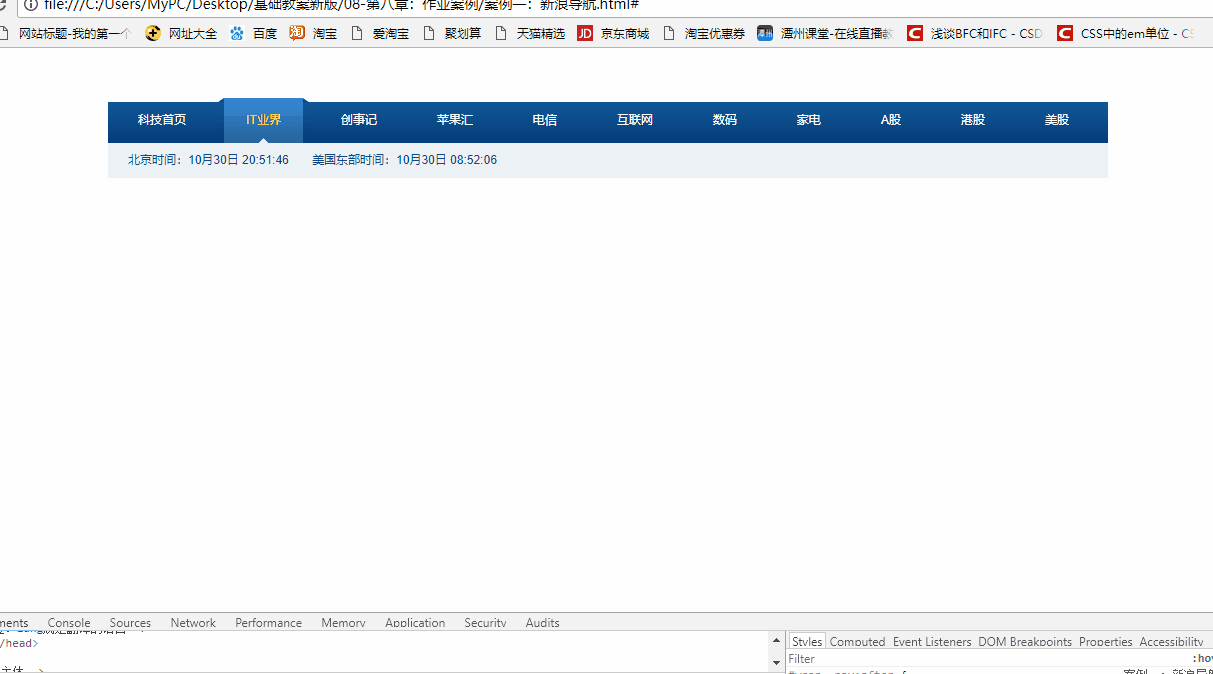 file:///C:/Users/MyPC/Desktop/基础教案新版/08-第八章：作业案例/案例一：新浪导航.html#
网站标题-我的第一个 网址大全 百度 淘 淘宝 爱淘宝 聚划算 天猫精选 JD 京东商城 淘宝优惠券 潭州课堂-在线直播教 C 浅谈BFC和IFC - CSD C CSS中的em单位 - CS
科技首页 IT业界 创事记 苹果汇 电信 互联网 数码 家电 A股 港股 美股
北京时间：10月30日 20:51:46 美国东部时间：10月30日 08:52:06
ments Console Sources Network Performance Memory Application Security Audits
/head>
主体
Styles Computed Event Listeners DOM Breakpoints Properties Accessibility
Filter :hov